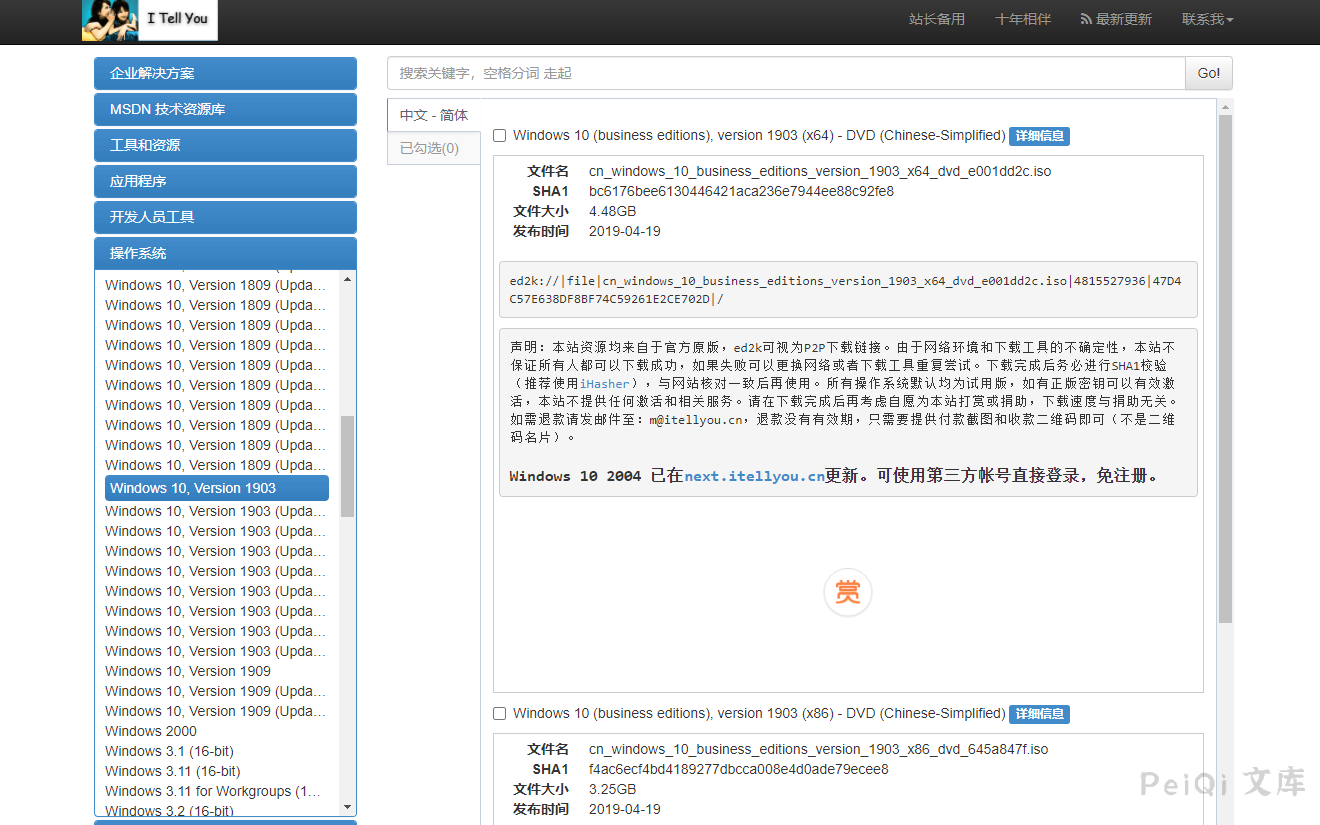 I Tell You
站长备用 十年相伴 最新更新 联系我
企业解决方案
MSDN 技术资源库
工具和资源
应用程序
开发人员工具
操作系统
Windows 10, Version 1809 (Upda…
Windows 10, Version 1809 (Upda…
Windows 10, Version 1809 (Upda…
Windows 10, Version 1809 (Upda…
Windows 10, Version 1809 (Upda…
Windows 10, Version 1809 (Upda…
Windows 10, Version 1809 (Upda…
Windows 10, Version 1809 (Upda…
Windows 10, Version 1809 (Upda…
Windows 10, Version 1809 (Upda…
Windows 10, Version 1903
Windows 10, Version 1903 (Upda…
Windows 10, Version 1903 (Upda…
Windows 10, Version 1903 (Upda…
Windows 10, Version 1903 (Upda…
Windows 10, Version 1903 (Upda…
Windows 10, Version 1903 (Upda…
Windows 10, Version 1903 (Upda…
Windows 10, Version 1903 (Upda…
Windows 10, Version 1909
Windows 10, Version 1909 (Upda…
Windows 10, Version 1909 (Upda…
Windows 2000
Windows 3.1 (16-bit)
Windows 3.11 (16-bit)
Windows 3.11 for Workgroups (1…
Windows 3.2 (16-bit)
搜索关键字，空格分词 走起 Go!
中文 - 简体
已勾选(0)
Windows 10 (business editions), version 1903 (x64) - DVD (Chinese-Simplified) 详细信息
文件名 cn_windows_10_business_editions_version_1903_x64_dvd_e001dd2c.iso
SHA1 bc6176bee6130446421aca236e7944ee88c92fe8
文件大小 4.48GB
发布时间 2019-04-19
ed2k://|file|cn_windows_10_business_editions_version_1903_x64_dvd_e001dd2c.iso|4815527936|47D4
C57E638DF8BF74C59261E2CE702D|/
声明：本站资源均来自于官方原版，ed2k可视为P2P下载链接。由于网络环境和下载工具的不确定性，本站不
保证所有人都可以下载成功，如果失败可以更换网络或者下载工具重复尝试。下载完成后务必进行SHA1校验
（推荐使用iHasher），与网站核对一致后再使用。所有操作系统默认均为试用版，如有正版密钥可以有效激
活，本站不提供任何激活和相关服务。请在下载完成后再考虑自愿为本站打赏或捐助，下载速度与捐助无关。
如需退款请发邮件至：m@itellyou.cn，退款没有有效期，只需要提供付款截图和收款二维码即可（不是二维
码名片）。
Windows 10 2004 已在next.itellyou.cn更新。可使用第三方帐号直接登录，免注册。
赏
Windows 10 (business editions), version 1903 (x86) - DVD (Chinese-Simplified) 详细信息
文件名 cn_windows_10_business_editions_version_1903_x86_dvd_645a847f.iso
SHA1 f4ac6ecf4bd4189277dbcca008e4d0ade79ecee8
文件大小 3.25GB
发布时间 2019-04-19
PeiQi 文库